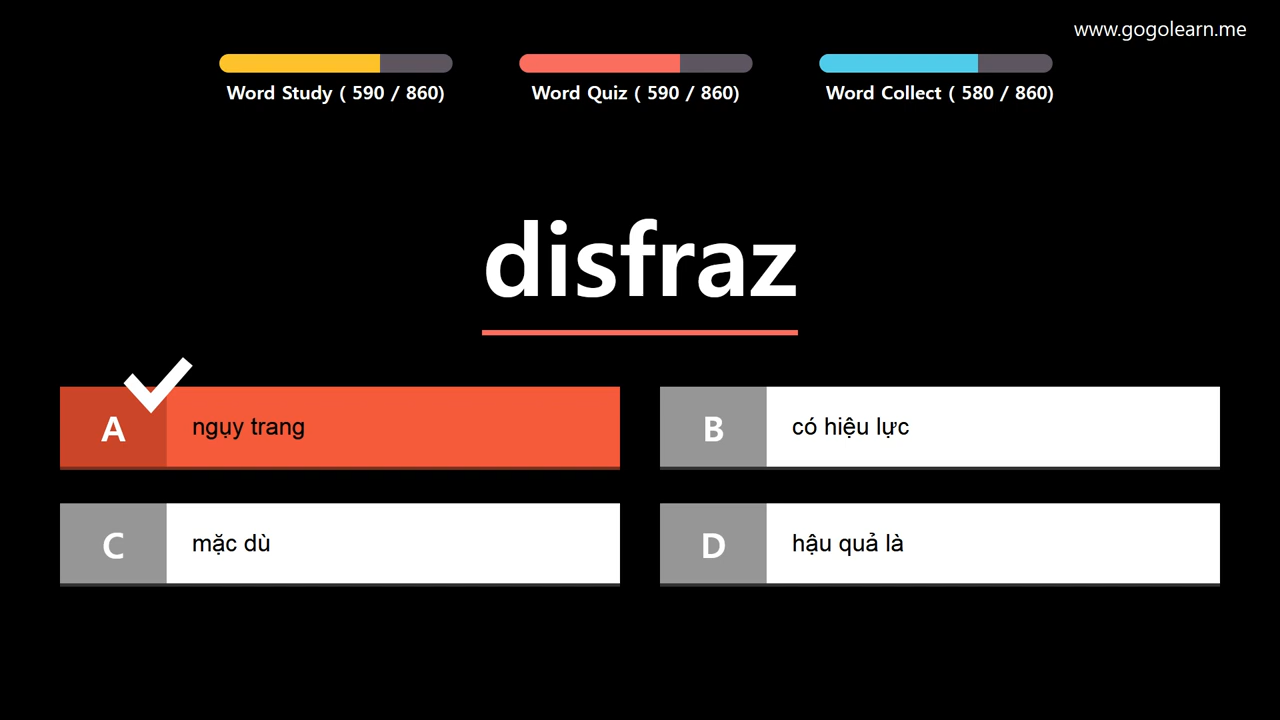 www.gogolearn.me
Word Study ( 590 / 860)
Word Quiz ( 590 / 860)
Word Collect ( 580 / 860)
disfraz
A
ngụy trang
B
có hiệu lực
C
mặc dù
D
hậu quả là